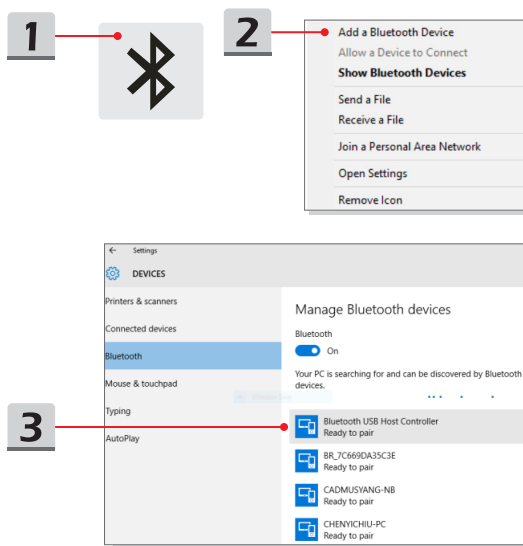 1
2
Add a Bluetooth Device
Allow a Device to Connect
Show Bluetooth Devices
Send a File
Receive a File
Join a Personal Area Network
Open Settings
Remove Icon
Settings
DEVICES
Printers & scanners
Connected devices
Bluetooth
Mouse & touchpad
Typing
AutoPlay
Manage Bluetooth devices
Bluetooth
On
Your PC is searching for and can be discovered by Bluetooth
devices.
3
Bluetooth USB Host Controller
Ready to pair
BR_7C669DA35C3E
Ready to pair
CADMUSYANG-NB
Ready to pair
CHENYICHIU-PC
Ready to pair